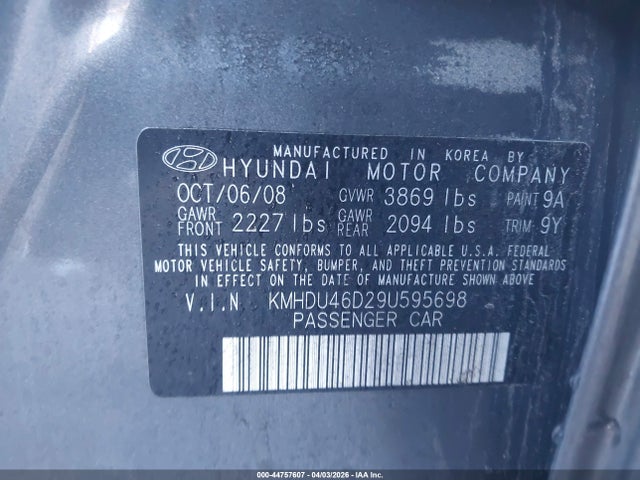 MANUFACTURED IN KOREA BY
HYUNDAI MOTOR COMPANY
OCT/06/08 GVWR 3869 lbs PAINT 9A
GAWR FRONT 2227 lbs GAWR REAR 2094 lbs TRIM 9Y
THIS VEHICLE CONFORMS TO ALL APPLICABLE U.S.A. FEDERAL
MOTOR VEHICLE SAFETY, BUMPER, AND THEFT PREVENTION STANDARDS
IN EFFECT ON THE DATE OF MANUFACTURE SHOWN ABOVE
V.I.N KMHDU46D29U595698
PASSENGER CAR
000-44757607 - 04/03/2026 - IAA Inc.